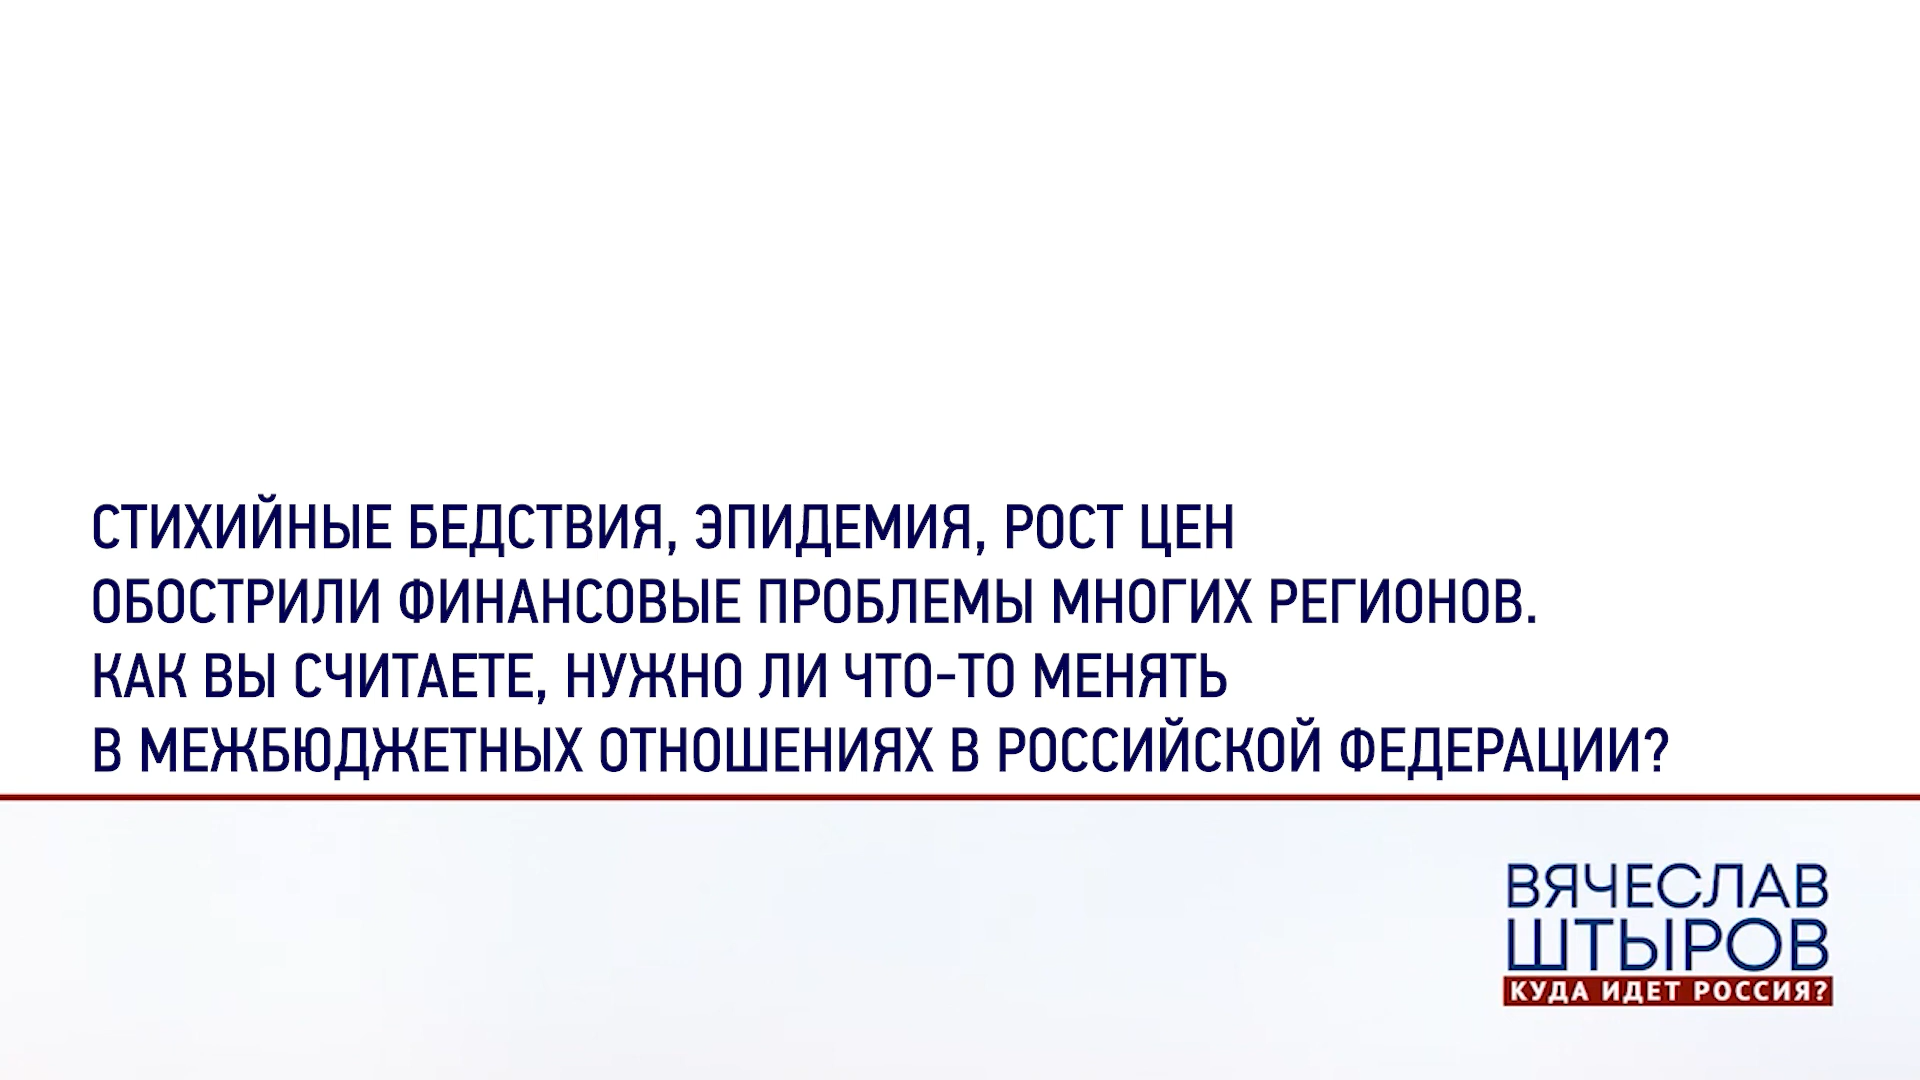 СТИХИЙНЫЕ БЕДСТВИЯ, ЭПИДЕМИЯ, РОСТ ЦЕН
ОБОСТРИЛИ ФИНАНСОВЫЕ ПРОБЛЕМЫ МНОГИХ РЕГИОНОВ.
КАК ВЫ СЧИТАЕТЕ, НУЖНО ЛИ ЧТО-ТО МЕНЯТЬ
В МЕЖБЮДЖЕТНЫХ ОТНОШЕНИЯХ В РОССИЙСКОЙ ФЕДЕРАЦИИ?
ВЯЧЕСЛАВ
ШТЫРОВ
КУДА ИДЕТ РОССИЯ?